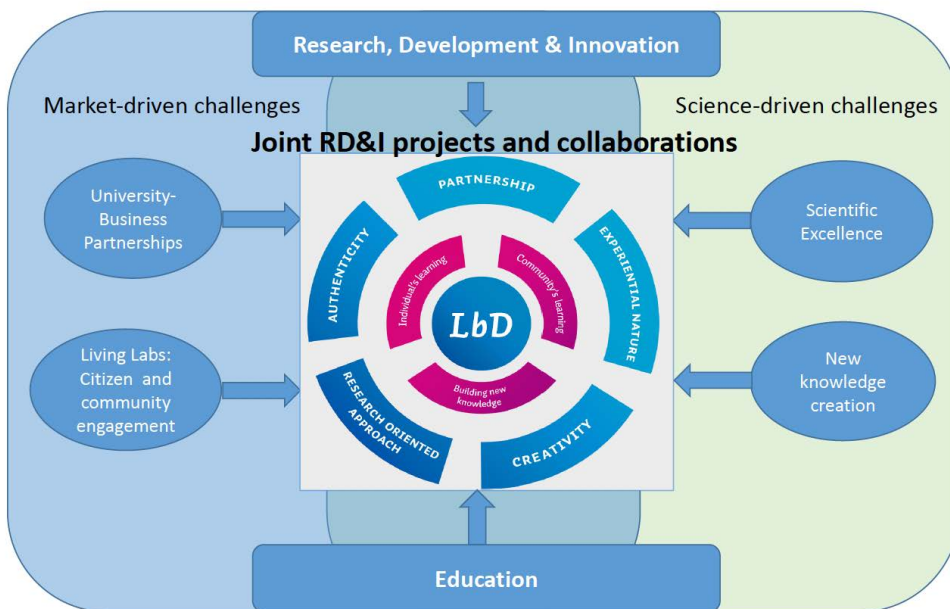 Research, Development & Innovation
Market-driven challenges
Science-driven challenges
Joint RD&I projects and collaborations
University-
Business
Partnerships
Living Labs:
Citizen and
community
engagement
PARTNERSHIP
EXPERIENTIAL NATURE
CREATIVITY
RESEARCH ORIENTED
APPROACH
AUTHENTICITY
Individual's learning
Community's learning
Building new
knowledge
LbD
Scientific
Excellence
New
knowledge
creation
Education